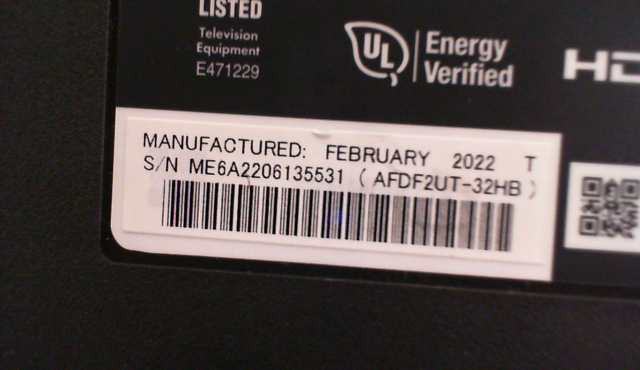 LISTED
Television
Equipment
E471229
UL
Energy
Verified
MANUFACTURED: FEBRUARY 2022 T
S/N ME6A2206135531 ( AFDF2UT-32HB )